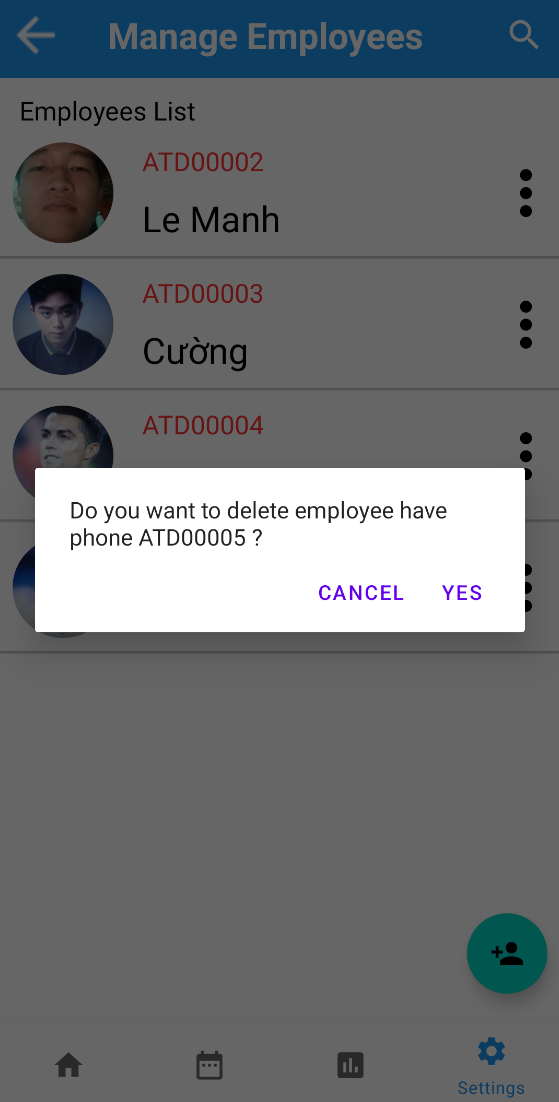 Manage Employees
Employees List
ATD00002
Le Manh
ATD00003
Cường
ATD00004
Do you want to delete employee have
phone ATD00005 ?
CANCEL YES
Settings